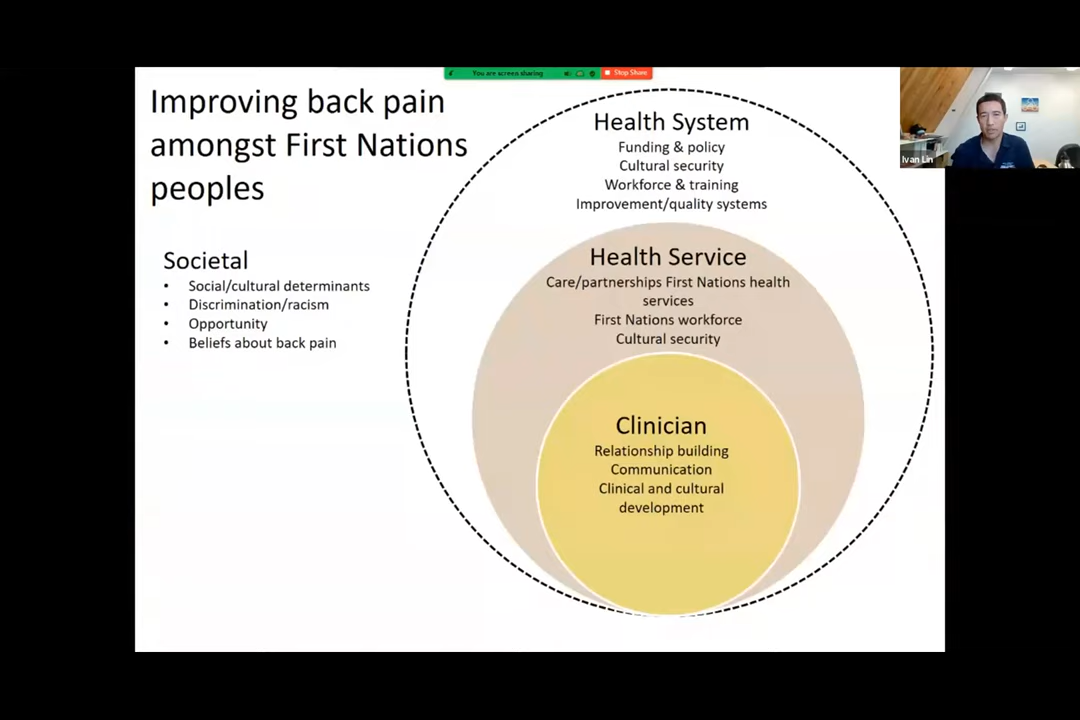 You are screen sharing
Stop Share
Improving back pain
amongst First Nations
peoples
Societal
• Social/cultural determinants
• Discrimination/racism
• Opportunity
• Beliefs about back pain
Health System
Funding & policy
Cultural security
Workforce & training
Improvement/quality systems
Health Service
Care/partnerships First Nations health
services
First Nations workforce
Cultural security
Clinician
Relationship building
Communication
Clinical and cultural
development
Ivan Lin